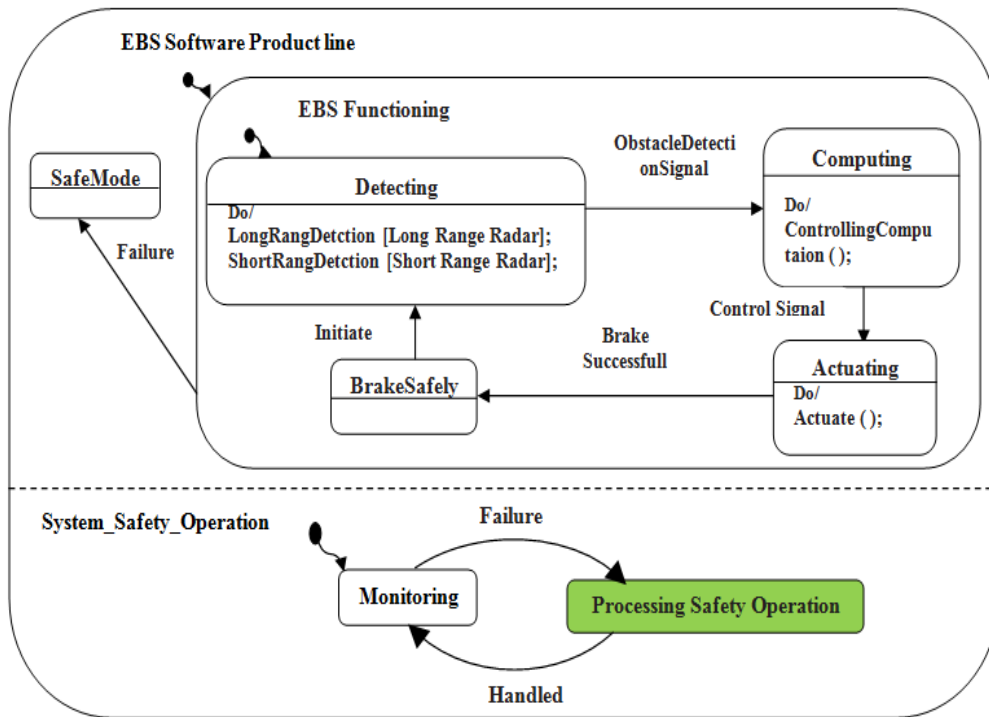 EBS Software Product line
EBS Functioning
SafeMode
Failure
Detecting
Do/
LongRangDetction [Long Range Radar];
ShortRangDetction [Short Range Radar];
ObstacleDetecti
onSignal
Computing
Do/
ControllingCompu
taion ( );
Control Signal
Initiate
Brake
Successfull
BrakeSafely
Actuating
Do/
Actuate ( );
System_Safety_Operation
Failure
Monitoring
Processing Safety Operation
Handled